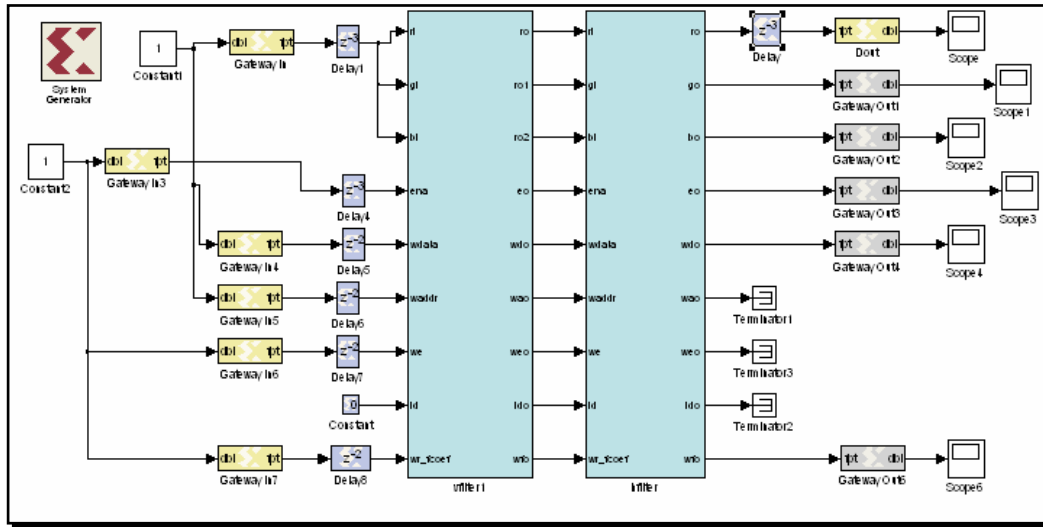 System
Generator
1
Constant1
dbl fpt
Gateway In
z-3
Delay1
1
Constant2
dbl fpt
Gateway In3
z-3
Delay4
dbl fpt
Gateway In4
z-2
Delay5
dbl fpt
Gateway In5
z-2
Delay6
dbl fpt
Gateway In6
z-2
Delay7
0
Constant
dbl fpt
Gateway In7
z-2
Delay8
ri ro
gi ro1
bi ro2
ena eo
wdata wdo
waddr wao
we weo
ld ldo
wr_fcoef wfo
ri ro
gi go
bi bo
ena eo
wdata wdo
waddr wao
we weo
ld ldo
wr_fcoef wfo
z-3
Delay
fpt dbl
Dout
Scope
fpt dbl
Gateway Out1
Scope1
fpt dbl
Gateway Out2
Scope2
fpt dbl
Gateway Out3
Scope3
fpt dbl
Gateway Out4
Scope4
Terminator1
Terminator3
Terminator2
fpt dbl
Gateway Out6
Scope6